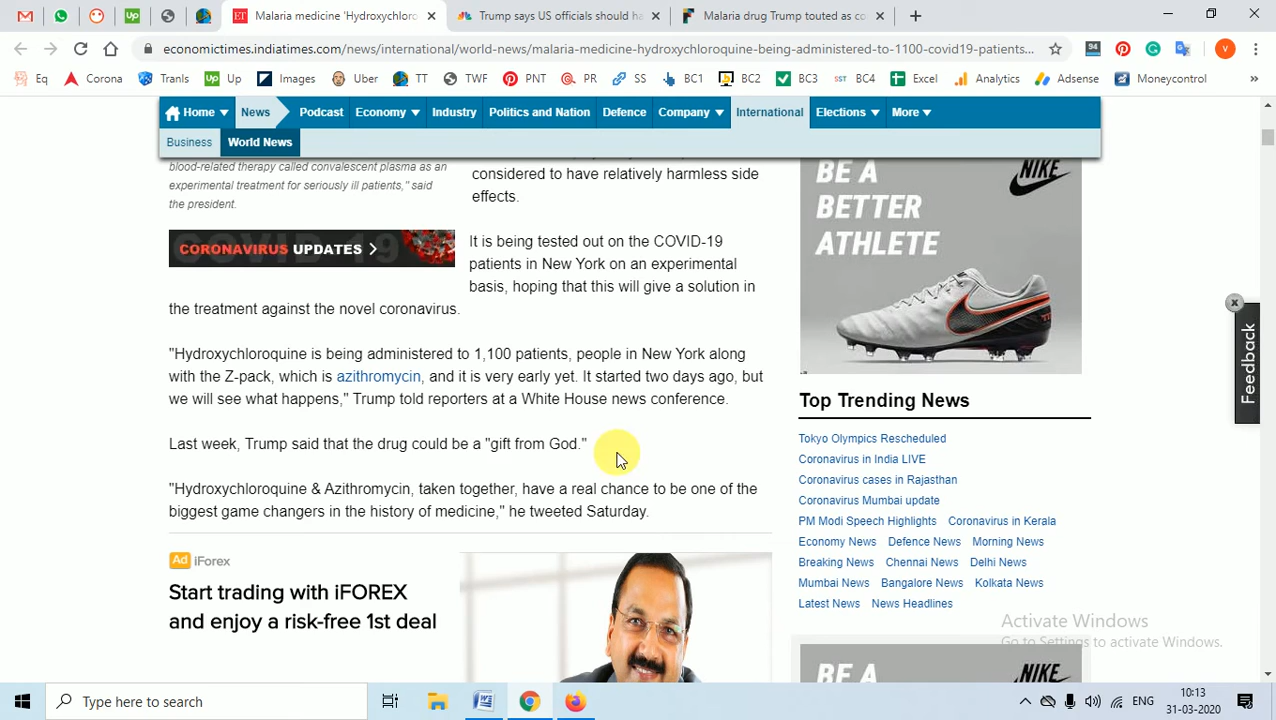 Malaria medicine 'Hydroxychloro
Trump says US officials should ha
Malaria drug Trump touted as co
economictimes.indiatimes.com/news/international/world-news/malaria-medicine-hydroxychloroquine-being-administered-to-1100-covid19-patients...
94
V
Eq
Corona
Transls
Up
Images
Uber
TT
TWF
PNT
PR
SS
BC1
BC2
BC3
BC4
Excel
Analytics
Adsense
Moneycontrol
Home
News
Podcast
Economy
Industry
Politics and Nation
Defence
Company
International
Elections
More
Business
World News
blood-related therapy called convalescent plasma as an
experimental treatment for seriously ill patients," said
the president.
considered to have relatively harmless side
effects.
CORONAVIRUS UPDATES
It is being tested out on the COVID-19
patients in New York on an experimental
basis, hoping that this will give a solution in
the treatment against the novel coronavirus.
"Hydroxychloroquine is being administered to 1,100 patients, people in New York along
with the Z-pack, which is azithromycin, and it is very early yet. It started two days ago, but
we will see what happens," Trump told reporters at a White House news conference.
Last week, Trump said that the drug could be a "gift from God."
"Hydroxychloroquine & Azithromycin, taken together, have a real chance to be one of the
biggest game changers in the history of medicine," he tweeted Saturday.
Ad iForex
Start trading with iFOREX
and enjoy a risk-free 1st deal
BE A
BETTER
ATHLETE
NIKE
Feedback
Top Trending News
Tokyo Olympics Rescheduled
Coronavirus in India LIVE
Coronavirus cases in Rajasthan
Coronavirus Mumbai update
PM Modi Speech Highlights Coronavirus in Kerala
Economy News Defence News Morning News
Breaking News Chennai News Delhi News
Mumbai News Bangalore News Kolkata News
Latest News News Headlines
Activate Windows
Go to Settings to activate Windows.
BE A
NIKE
Type here to search
ENG
10:13
31-03-2020